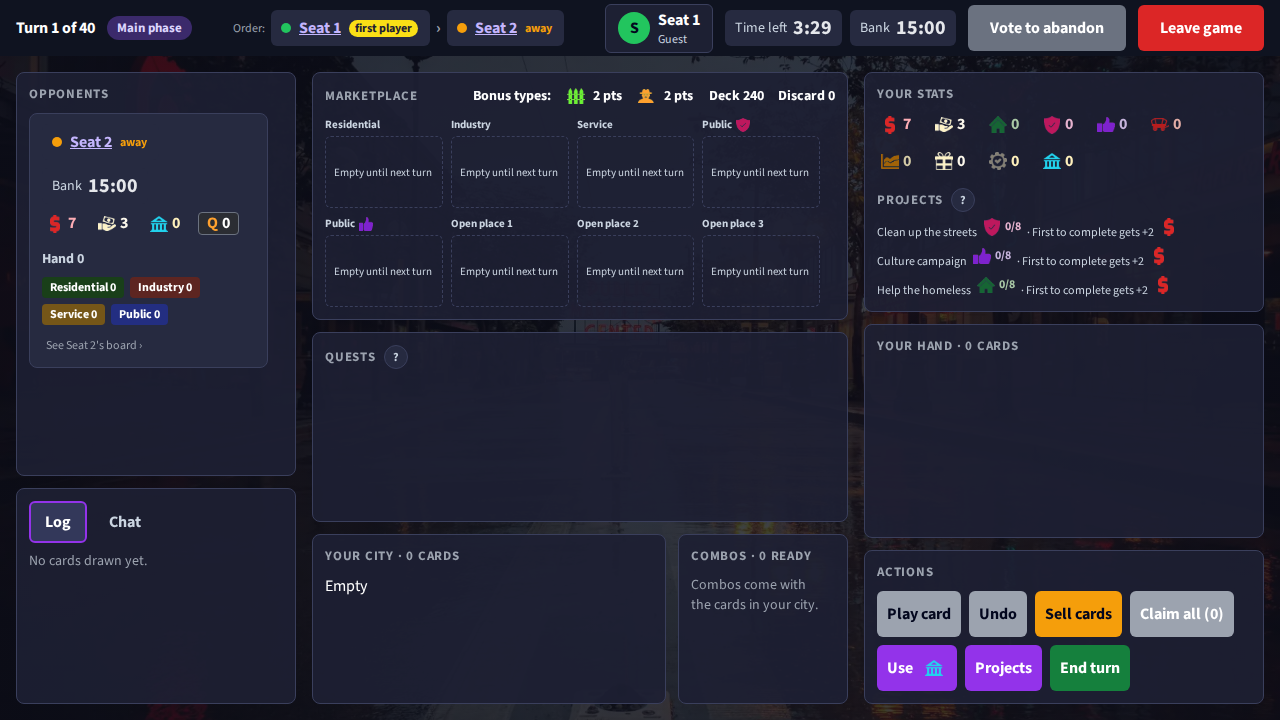 Turn 1 of 40 Main phase Order: Seat 1 first player › Seat 2 away S Seat 1 Guest Time left 3:29 Bank 15:00 Vote to abandon Leave game
OPPONENTS
Seat 2 away
Bank 15:00
7 3 0 Q 0
Hand 0
Residential 0 Industry 0
Service 0 Public 0
See Seat 2's board ›
Log Chat
No cards drawn yet.
MARKETPLACE Bonus types: 2 pts 2 pts Deck 240 Discard 0
Residential Industry Service Public
Empty until next turn Empty until next turn Empty until next turn Empty until next turn
Public Open place 1 Open place 2 Open place 3
Empty until next turn Empty until next turn Empty until next turn Empty until next turn
QUESTS ?
YOUR CITY · 0 CARDS
Empty
COMBOS · 0 READY
Combos come with
the cards in your city.
YOUR STATS
7 3 0 0 0 0
0 0 0 0
PROJECTS ?
Clean up the streets 0/8 · First to complete gets +2
Culture campaign 0/8 · First to complete gets +2
Help the homeless 0/8 · First to complete gets +2
YOUR HAND · 0 CARDS
ACTIONS
Play card Undo Sell cards Claim all (0)
Use Projects End turn